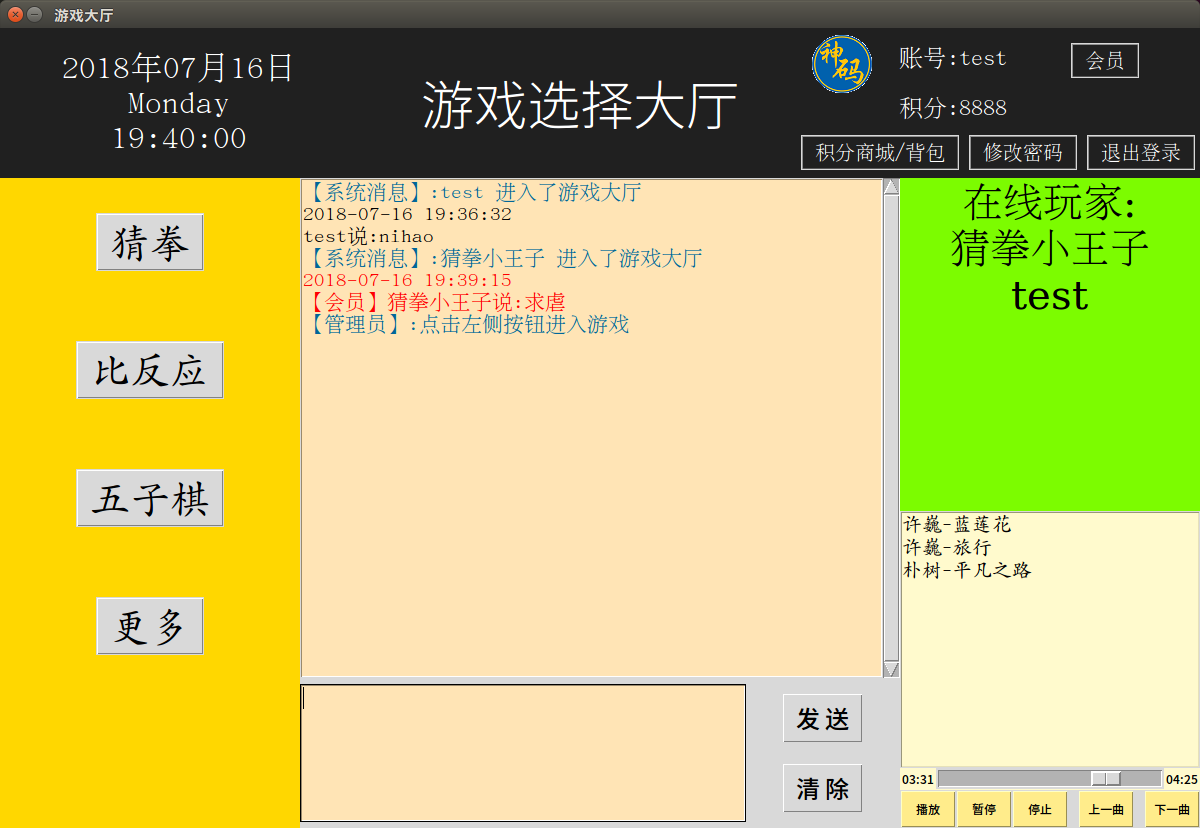 游戏大厅
2018年07月16日
Monday
19:40:00
游戏选择大厅
神码
账号:test
会员
积分:8888
积分商城/背包
修改密码
退出登录
猜拳
比反应
五子棋
更多
【系统消息】:test 进入了游戏大厅
2018-07-16 19:36:32
test说:nihao
【系统消息】:猜拳小王子 进入了游戏大厅
2018-07-16 19:39:15
【会员】猜拳小王子说:求虐
【管理员】:点击左侧按钮进入游戏
发送
清除
在线玩家:
猜拳小王子
test
许巍-蓝莲花
许巍-旅行
朴树-平凡之路
03:31
04:25
播放
暂停
停止
上一曲
下一曲